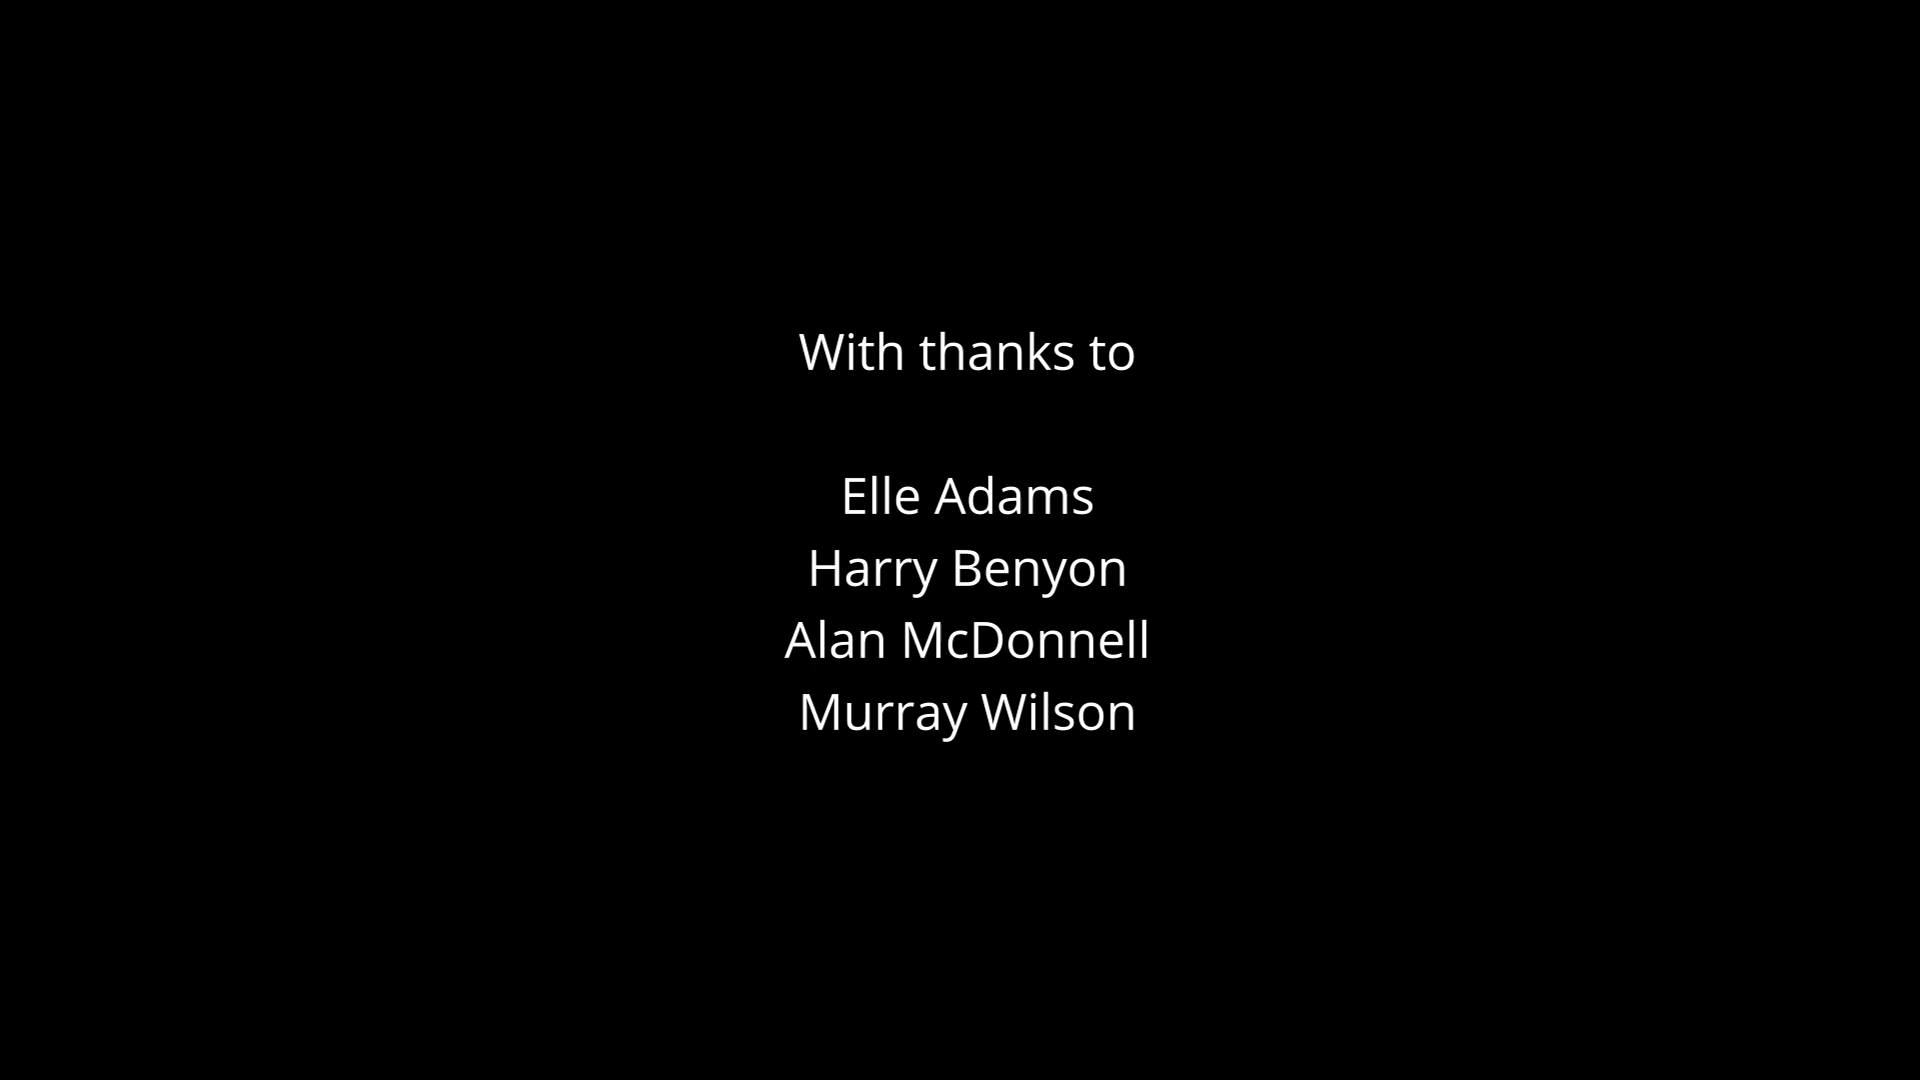 With thanks to
Elle Adams
Harry Benyon
Alan McDonnell
Murray Wilson